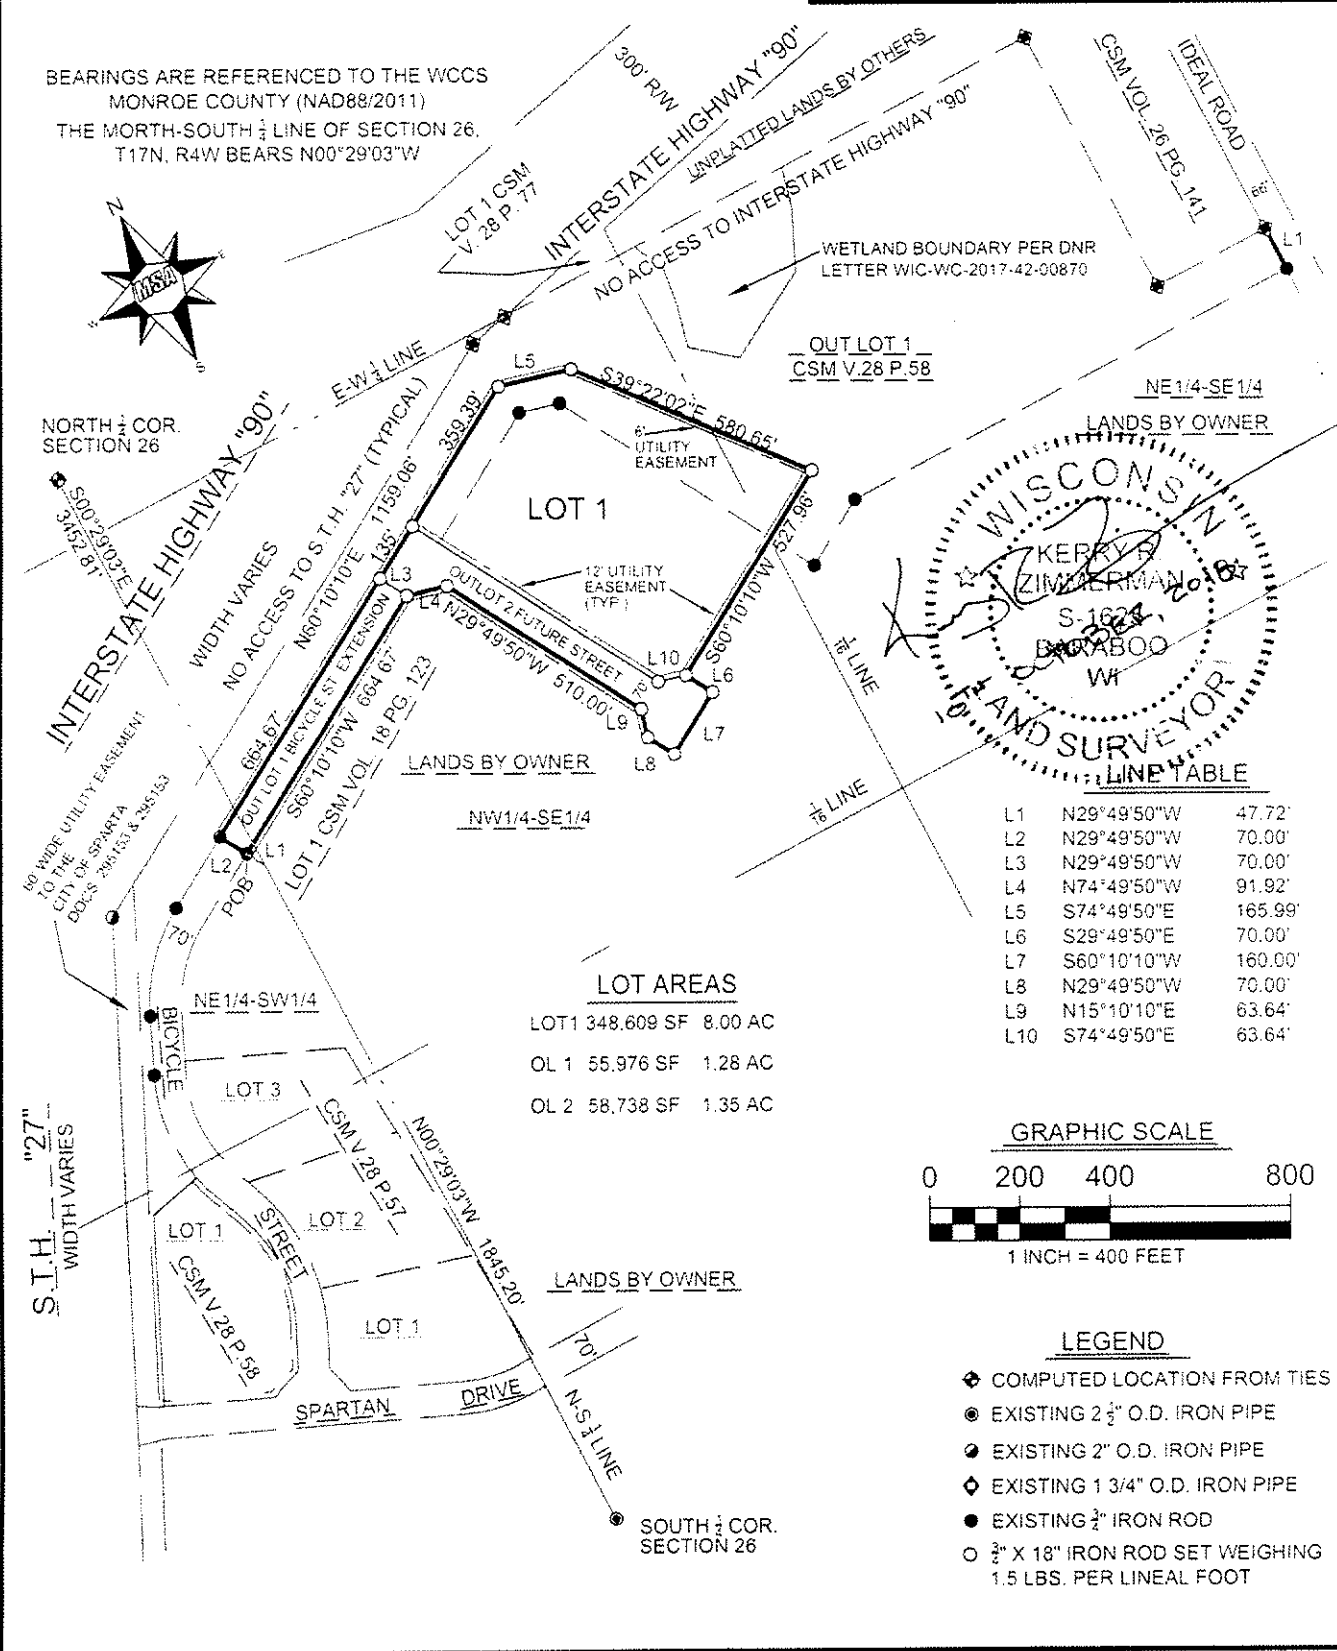 BEARINGS ARE REFERENCED TO THE WCCS
MONROE COUNTY (NAD88/2011)
THE MORTH-SOUTH ¼ LINE OF SECTION 26,
T17N, R4W BEARS N00°29'03"W
N
E
W
S
MSA
300' R/W
INTERSTATE HIGHWAY "90"
UNPLATTED LANDS BY OTHERS
NO ACCESS TO INTERSTATE HIGHWAY "90"
CSM VOL. 26 PG. 141
IDEAL ROAD
66'
L1
LOT 1 CSM
V. 28 P. 77
WETLAND BOUNDARY PER DNR
LETTER WIC-WC-2017-42-00870
OUT LOT 1
CSM V.28 P.58
NE1/4-SE1/4
LANDS BY OWNER
E-W ¼ LINE
NORTH ¼ COR.
SECTION 26
S00°29'03"E
3452.81'
INTERSTATE HIGHWAY "90"
WIDTH VARIES
NO ACCESS TO S.T.H. "27" (TYPICAL)
N60°10'10"E 1159.06'
359.39'
135'
664.67'
L5
S39°22'02"E 580.65'
6'
UTILITY
EASEMENT
LOT 1
12' UTILITY
EASEMENT
(TYP.)
S60°10'10"W 527.96'
L3
L4
OUTLOT 2 FUTURE STREET
N29°49'50"W 510.00'
70'
L10
L6
L7
L8
L9
OUT LOT 1 BICYCLE ST. EXTENSION
S60°10'10"W 664.67'
LOT 1 CSM VOL. 18 PG. 123
LANDS BY OWNER
NW1/4-SE1/4
1/16 LINE
1/16 LINE
WISCONSIN
KERRY R.
ZIMMERMAN
S-1624
BARABOO
WI
LAND SURVEYOR
L2
L1
POB
60' WIDE UTILITY EASEMENT
TO THE
CITY OF SPARTA
DOCS. 295153 & 295153
70'
NE1/4-SW1/4
BICYCLE
STREET
LOT 3
LOT 2
LOT 1
CSM V.28 P.57
LOT 1
CSM V.28 P.58
S.T.H. "27"
WIDTH VARIES
N00°29'03"W 1845.20'
LANDS BY OWNER
70'
SPARTAN DRIVE
N-S ¼ LINE
SOUTH ¼ COR.
SECTION 26
LINE TABLE
L1 N29°49'50"W 47.72'
L2 N29°49'50"W 70.00'
L3 N29°49'50"W 70.00'
L4 N74°49'50"W 91.92'
L5 S74°49'50"E 165.99'
L6 S29°49'50"E 70.00'
L7 S60°10'10"W 160.00'
L8 N29°49'50"W 70.00'
L9 N15°10'10"E 63.64'
L10 S74°49'50"E 63.64'
LOT AREAS
LOT1 348,609 SF 8.00 AC
OL 1 55,976 SF 1.28 AC
OL 2 58,738 SF 1.35 AC
GRAPHIC SCALE
0 200 400 800
1 INCH = 400 FEET
LEGEND
COMPUTED LOCATION FROM TIES
EXISTING 2 ½" O.D. IRON PIPE
EXISTING 2" O.D. IRON PIPE
EXISTING 1 3/4" O.D. IRON PIPE
EXISTING ¾" IRON ROD
¾" X 18" IRON ROD SET WEIGHING
1.5 LBS. PER LINEAL FOOT